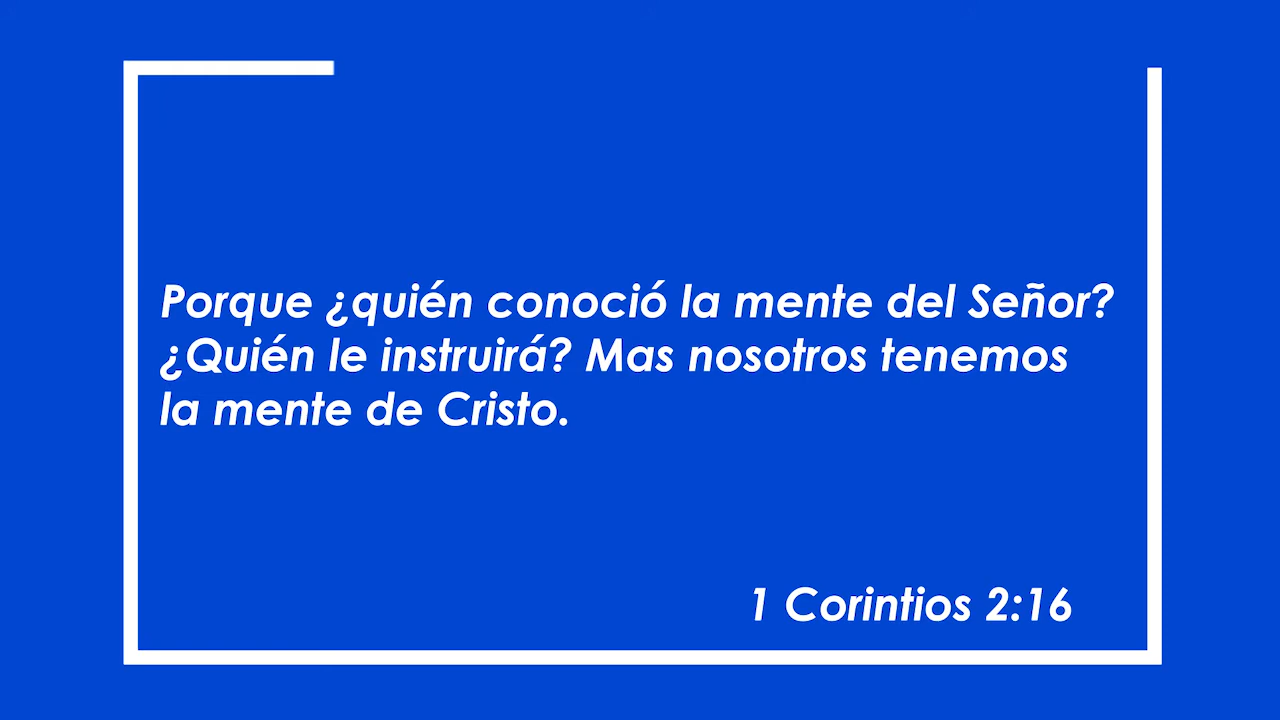 Porque ¿quién conoció la mente del Señor?
¿Quién le instruirá? Mas nosotros tenemos
la mente de Cristo.
1 Corintios 2:16